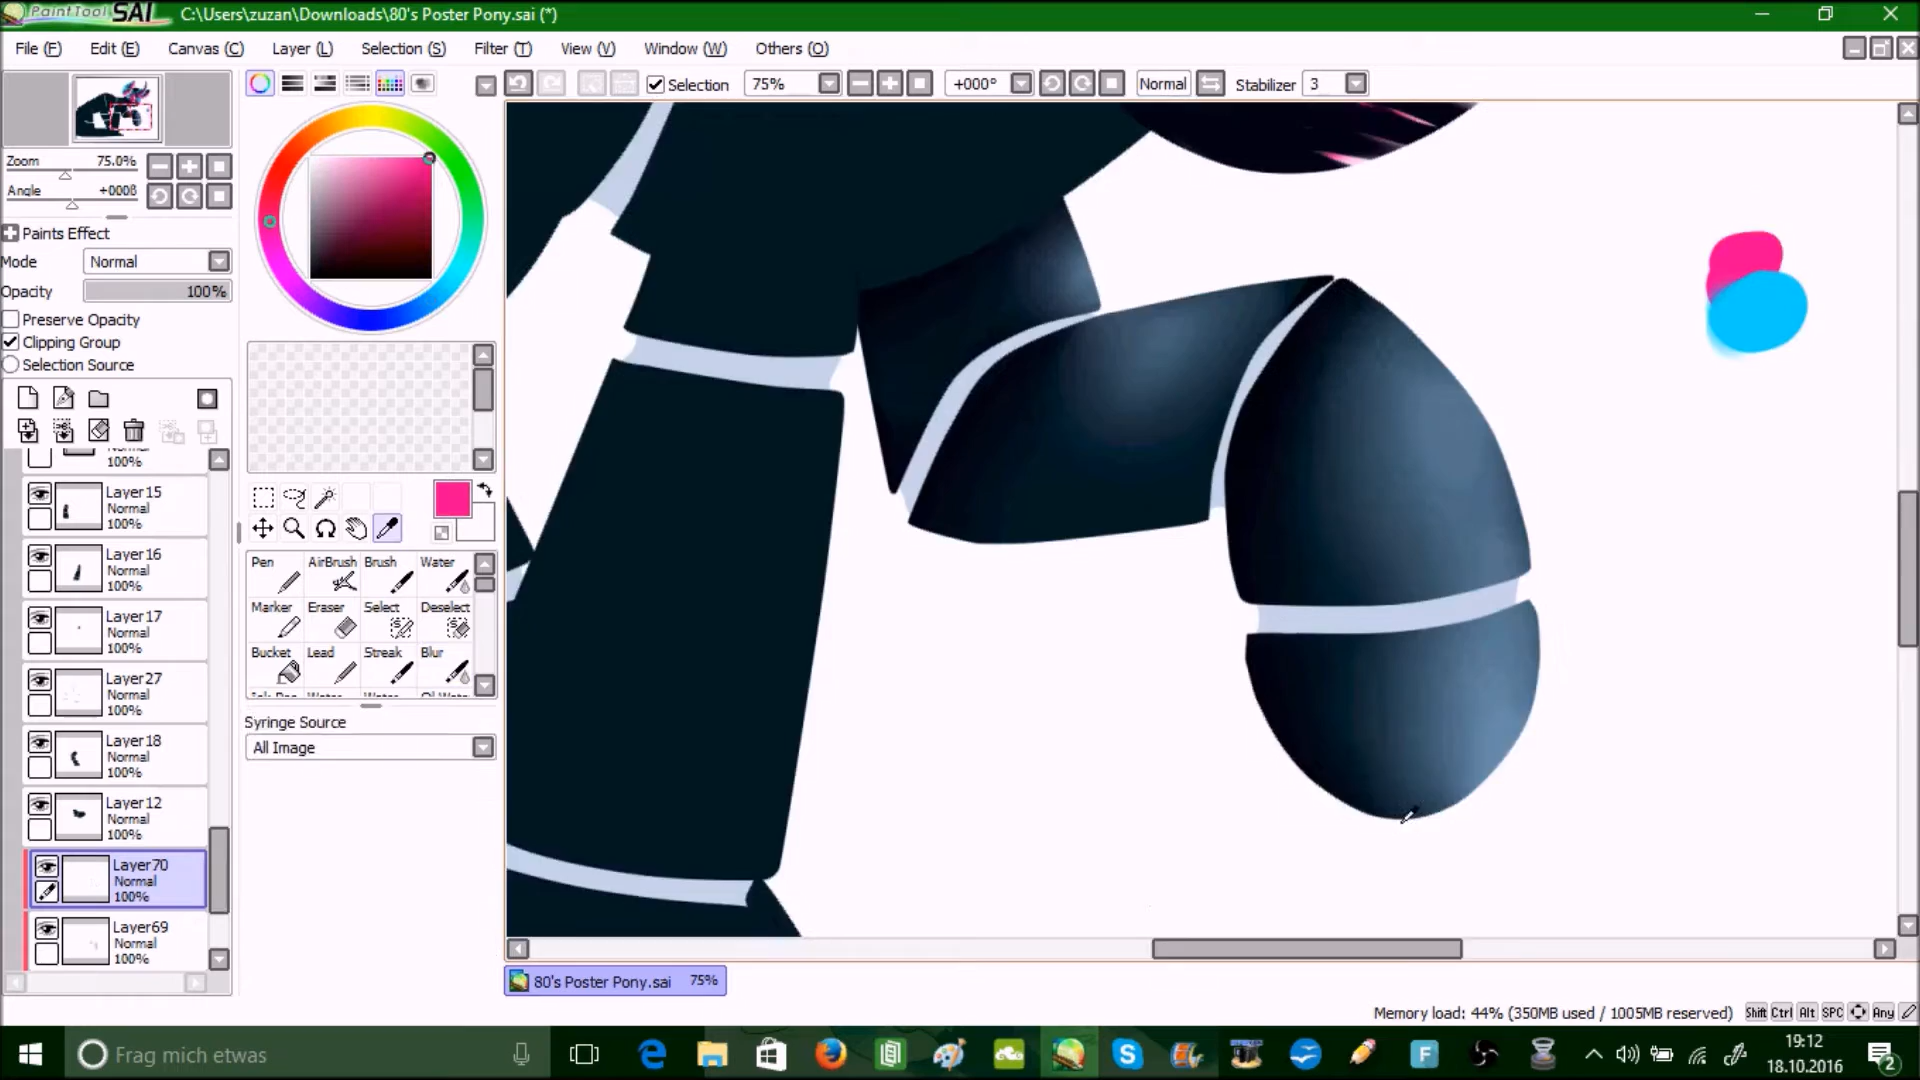 PaintTool SAI C:\Users\zuzan\Downloads\80's Poster Pony.sai (*)
File (F) Edit (E) Canvas (C) Layer (L) Selection (S) Filter (T) View (V) Window (W) Others (O)
Selection 75% +000° Normal Stabilizer 3
Zoom 75.0%
Angle
Paints Effect
Mode Normal
Opacity 100%
Preserve Opacity
Clipping Group
Selection Source
100%
Layer15
Normal
100%
Layer16
Normal
100%
Layer17
Normal
100%
Layer27
Normal
100%
Layer18
Normal
100%
Layer12
Normal
100%
Layer70
Normal
100%
Layer69
Normal
100%
Pen AirBrush Brush Water
Marker Eraser Select Deselect
Bucket Lead Streak Blur
Syringe Source
All Image
80's Poster Pony.sai 75%
Memory load: 44% (350MB used / 1005MB reserved) Shift Ctrl Alt SPC Any
Frag mich etwas
19:12
18.10.2016
2